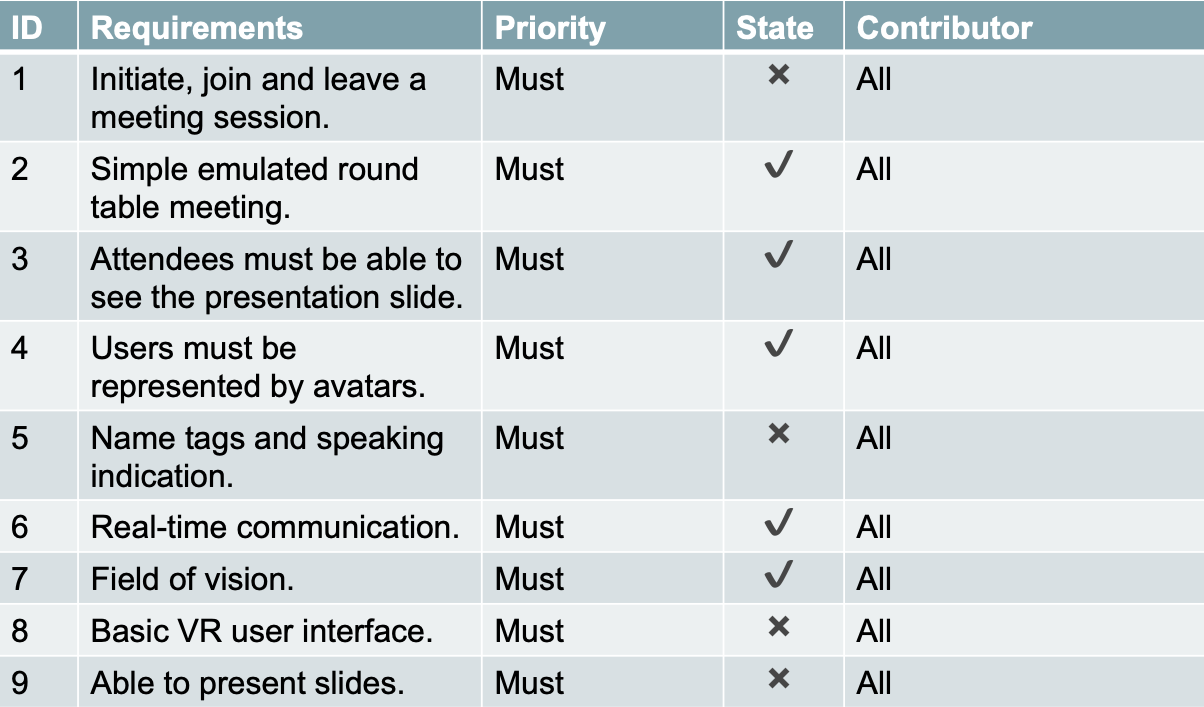 ID Requirements Priority State Contributor
1 Initiate, join and leave a Must ✖ All
meeting session.
2 Simple emulated round Must ✔ All
table meeting.
3 Attendees must be able to Must ✔ All
see the presentation slide.
4 Users must be Must ✔ All
represented by avatars.
5 Name tags and speaking Must ✖ All
indication.
6 Real-time communication. Must ✔ All
7 Field of vision. Must ✔ All
8 Basic VR user interface. Must ✖ All
9 Able to present slides. Must ✖ All